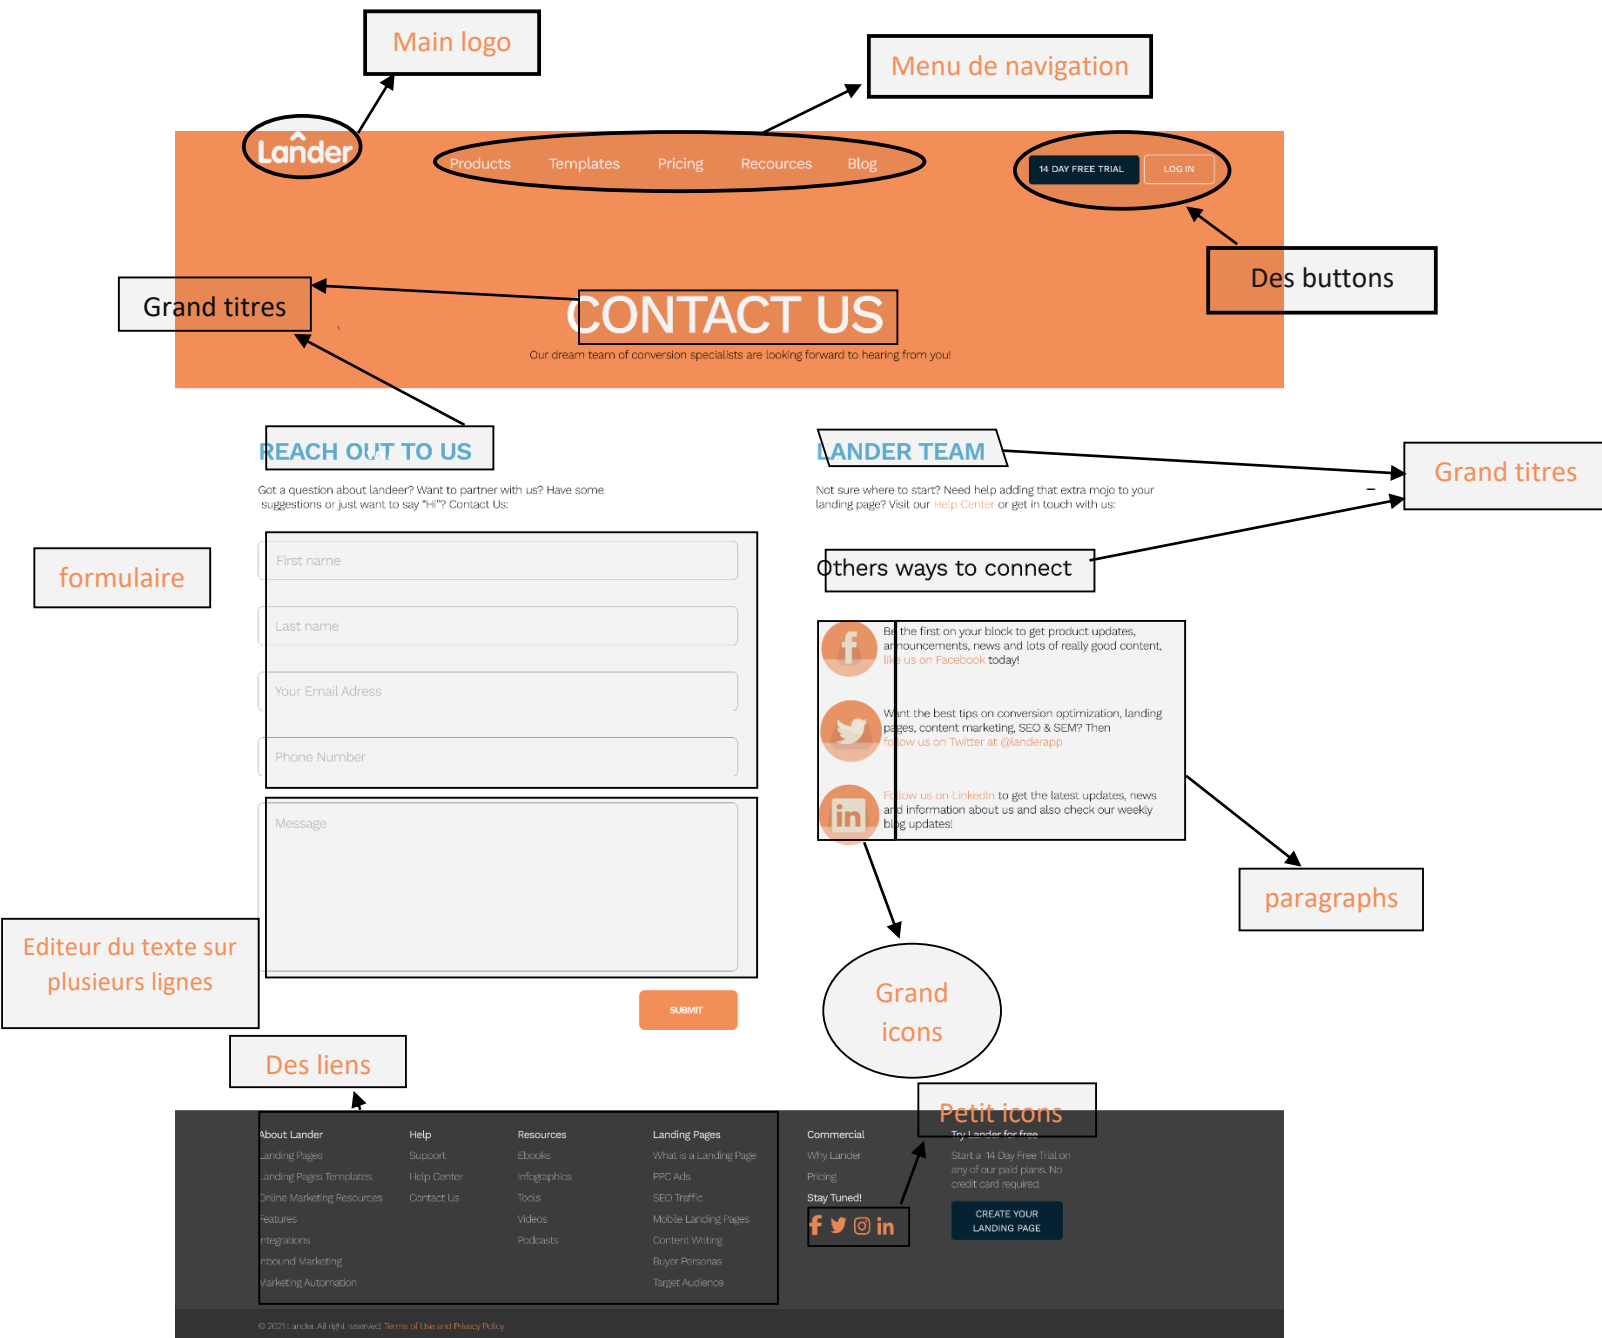 Main logo
Menu de navigation
Lander
Products Templates Pricing Recources Blog
14 DAY FREE TRIAL LOG IN
Des buttons
Grand titres
CONTACT US
Our dream team of conversion specialists are looking forward to hearing from you!
REACH OUT TO US
Got a question about landeer? Want to partner with us? Have some
suggestions or just want to say "Hi"? Contact Us:
formulaire
First name
Last name
Your Email Adress
Phone Number
Message
Editeur du texte sur
plusieurs lignes
SUBMIT
LANDER TEAM
Grand titres
Not sure where to start? Need help adding that extra mojo to your
landing page? Visit our Help Center or get in touch with us:
Others ways to connect
Be the first on your block to get product updates,
announcements, news and lots of really good content,
like us on Facebook today!
Want the best tips on conversion optimization, landing
pages, content marketing, SEO & SEM? Then
follow us on Twitter at @landerapp
Follow us on LinkedIn to get the latest updates, news
and information about us and also check our weekly
blog updates!
paragraphs
Grand
icons
Des liens
Petit icons
About Lander
Landing Pages
Landing Pages Templates
Online Marketing Resources
Features
Integrations
Inbound Marketing
Marketing Automation
Help
Support
Help Center
Contact Us
Resources
Ebooks
Infographics
Tools
Videos
Podcasts
Landing Pages
What is a Landing Page
PPC Ads
SEO Traffic
Mobile Landing Pages
Content Writing
Buyer Personas
Target Audience
Commercial
Why Lander
Pricing
Stay Tuned!
Try Lander for free
Start a 14 Day Free Trial on
any of our paid plans. No
credit card required.
CREATE YOUR
LANDING PAGE
© 2021 Lander. All right reserved. Terms of Use and Privacy Policy